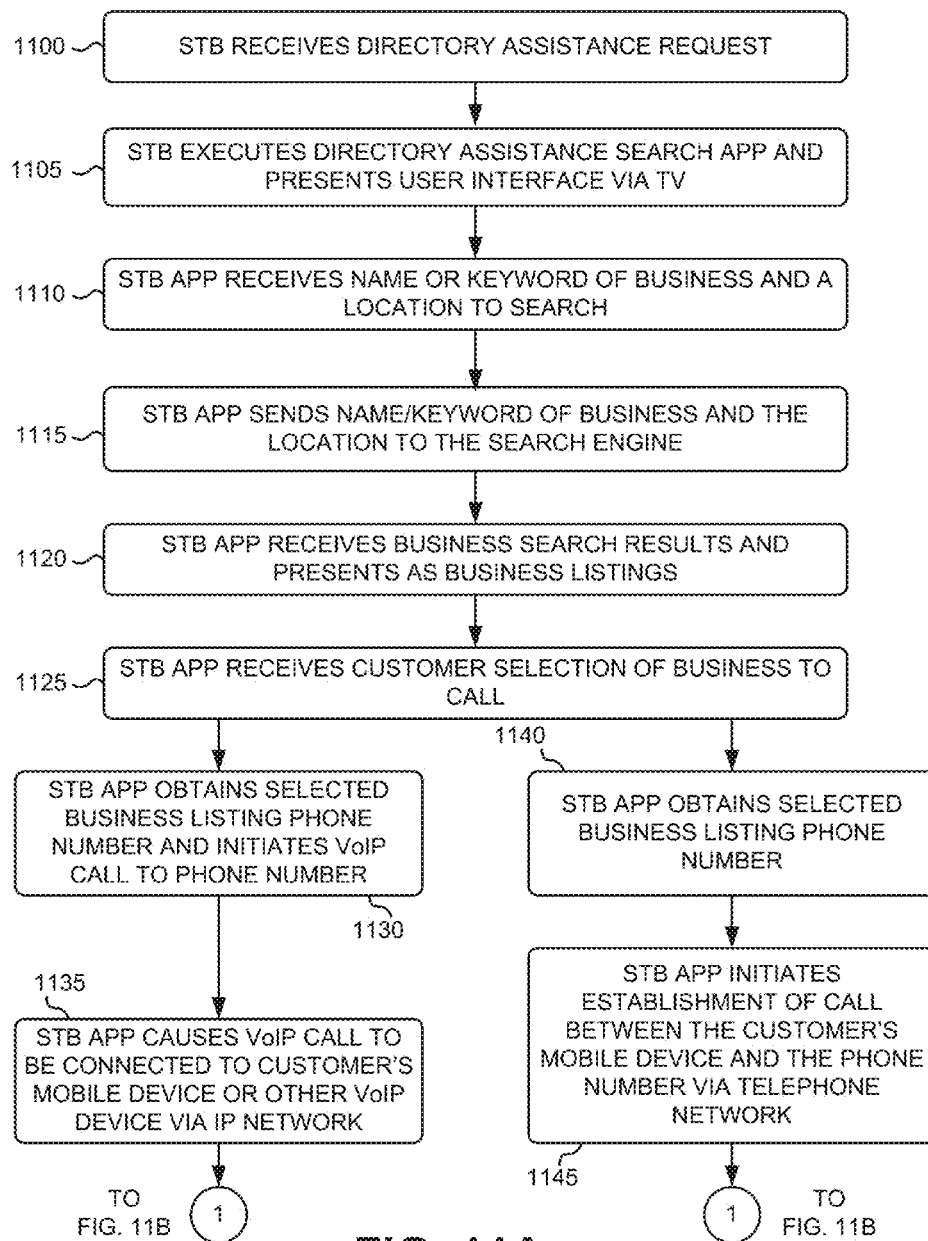 1100
STB RECEIVES DIRECTORY ASSISTANCE REQUEST
1105
STB EXECUTES DIRECTORY ASSISTANCE SEARCH APP AND
PRESENTS USER INTERFACE VIA TV
1110
STB APP RECEIVES NAME OR KEYWORD OF BUSINESS AND A
LOCATION TO SEARCH
1115
STB APP SENDS NAME/KEYWORD OF BUSINESS AND THE
LOCATION TO THE SEARCH ENGINE
1120
STB APP RECEIVES BUSINESS SEARCH RESULTS AND
PRESENTS AS BUSINESS LISTINGS
1125
STB APP RECEIVES CUSTOMER SELECTION OF BUSINESS TO
CALL
STB APP OBTAINS SELECTED
BUSINESS LISTING PHONE
NUMBER AND INITIATES VoIP
CALL TO PHONE NUMBER
1130
1135
STB APP CAUSES VoIP CALL TO
BE CONNECTED TO CUSTOMER'S
MOBILE DEVICE OR OTHER VoIP
DEVICE VIA IP NETWORK
TO
FIG. 11B
1
1140
STB APP OBTAINS SELECTED
BUSINESS LISTING PHONE
NUMBER
STB APP INITIATES
ESTABLISHMENT OF CALL
BETWEEN THE CUSTOMER'S
MOBILE DEVICE AND THE PHONE
NUMBER VIA TELEPHONE
NETWORK
1145
1
TO
FIG. 11B